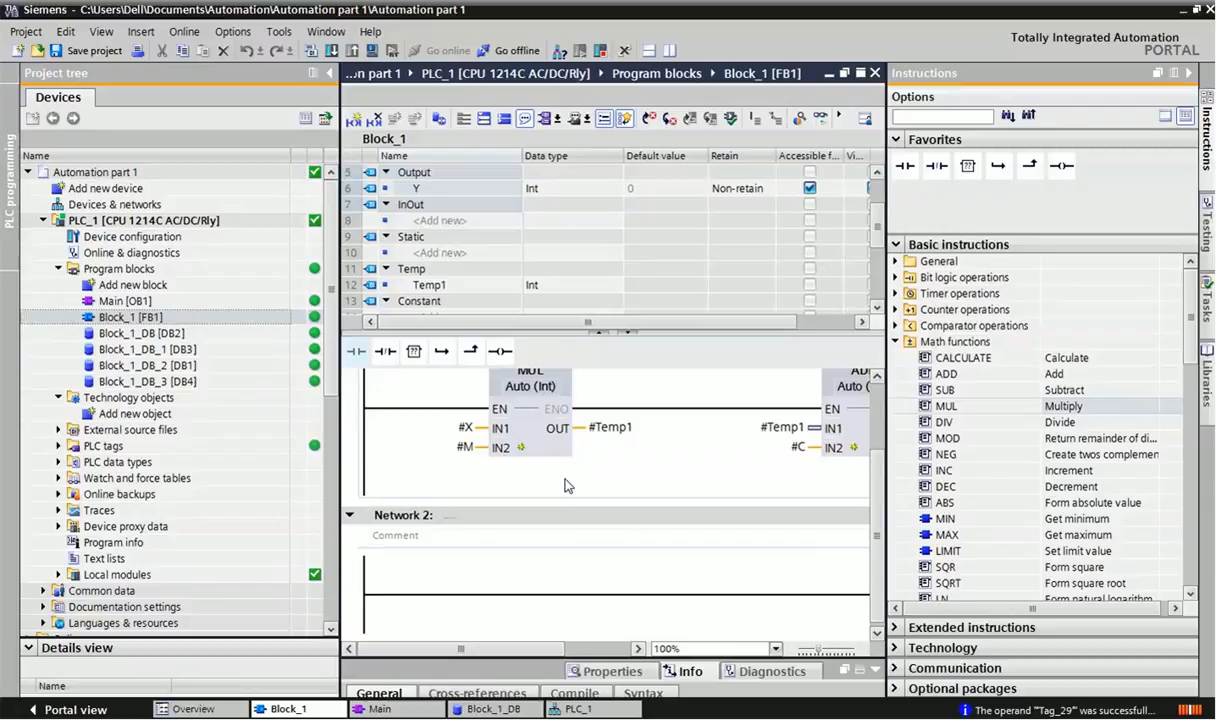 Siemens - C:\Users\Dell\Documents\Automation\Automation part 1\Automation part 1
Project Edit View Insert Online Options Tools Window Help
Totally Integrated Automation
PORTAL
Save project Go online Go offline
Project tree
Devices
Name
Automation part 1
Add new device
Devices & networks
PLC_1 [CPU 1214C AC/DC/Rly]
Device configuration
Online & diagnostics
Program blocks
Add new block
Main [OB1]
Block_1 [FB1]
Block_1_DB [DB2]
Block_1_DB_1 [DB3]
Block_1_DB_2 [DB1]
Block_1_DB_3 [DB4]
Technology objects
Add new object
External source files
PLC tags
PLC data types
Watch and force tables
Online backups
Traces
Device proxy data
Program info
Text lists
Local modules
Common data
Documentation settings
Languages & resources
Details view
Name
PLC programming
...n part 1 PLC_1 [CPU 1214C AC/DC/Rly] Program blocks Block_1 [FB1]
Block_1
Name Data type Default value Retain Accessible f... Vi...
5 Output
6 Y Int 0 Non-retain
7 InOut
8 <Add new>
9 Static
10 <Add new>
11 Temp
12 Temp1 Int
13 Constant
MUL
Auto (Int) Auto (
EN ENO EN
#X IN1 OUT #Temp1 #Temp1 IN1
#M IN2 #C IN2
Network 2:
Comment
100%
Properties Info Diagnostics
General Cross-references Compile Syntax
Instructions
Options
Favorites
Basic instructions
General
Bit logic operations
Timer operations
Counter operations
Comparator operations
Math functions
CALCULATE Calculate
ADD Add
SUB Subtract
MUL Multiply
DIV Divide
MOD Return remainder of di...
NEG Create twos complemen
INC Increment
DEC Decrement
ABS Form absolute value
MIN Get minimum
MAX Get maximum
LIMIT Set limit value
SQR Form square
SQRT Form square root
LN Form natural logarithm
Extended instructions
Technology
Communication
Optional packages
Instructions
Testing
Tasks
Libraries
Portal view Overview Block_1 Main Block_1_DB PLC_1 The operand "Tag_29" was successfull...